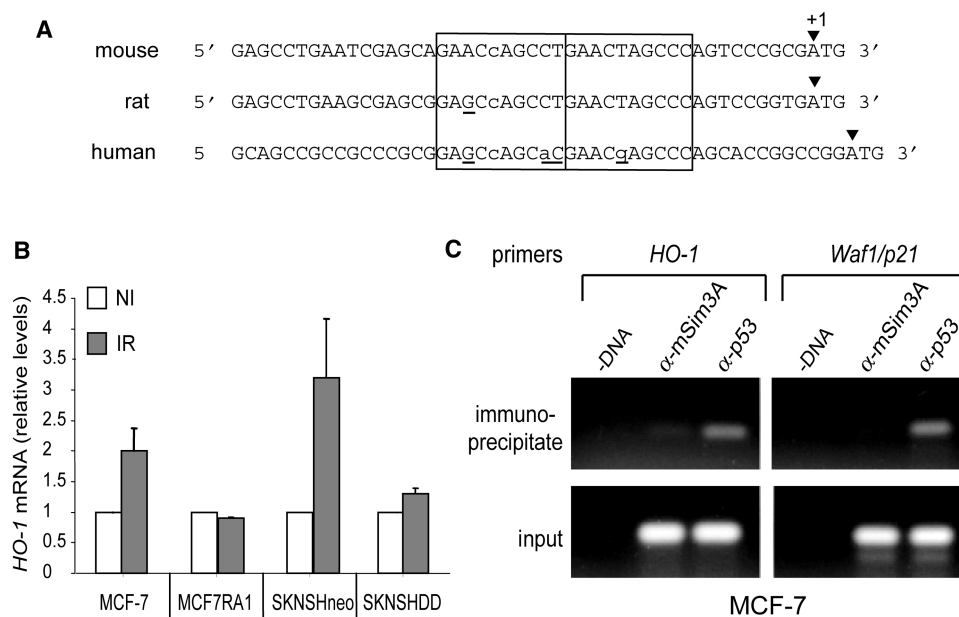 A
+1
mouse 5′ GAGCCTGAATCGAGCAGAACcAGCCTGAACTAGCCCAGTCCCGCGATG 3′
rat 5′ GAGCCTGAAGCGAGCGGAGCcAGCCTGAACTAGCCCAGTCCGGTGATG 3′
human 5 GCAGCCGCCGCCCGCGGAGCcAGCaCGAACgAGCCCAGCACCGGCCGGATG 3′
B
HO-1 mRNA (relative levels)
4.5
4
3.5
3
2.5
2
1.5
1
0.5
0
NI
IR
MCF-7 MCF7RA1 SKNSHneo SKNSHDD
C
primers HO-1 Waf1/p21
-DNA α-mSim3A α-p53 -DNA α-mSim3A α-p53
immuno-
precipitate
input
MCF-7